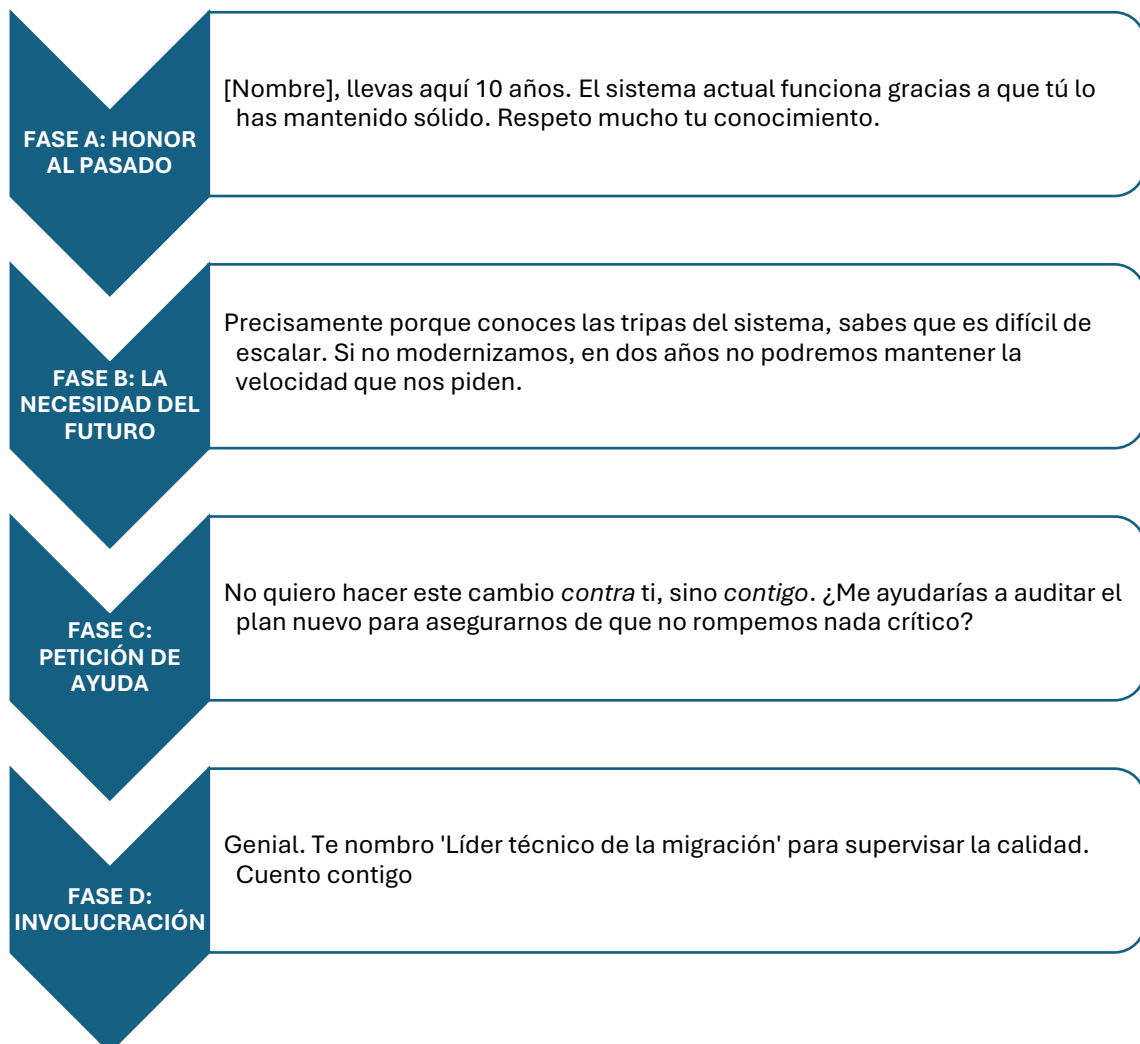 FASE A: HONOR
AL PASADO
[Nombre], llevas aquí 10 años. El sistema actual funciona gracias a que tú lo
has mantenido sólido. Respeto mucho tu conocimiento.
FASE B: LA
NECESIDAD DEL
FUTURO
Precisamente porque conoces las tripas del sistema, sabes que es difícil de
escalar. Si no modernizamos, en dos años no podremos mantener la
velocidad que nos piden.
FASE C:
PETICIÓN DE
AYUDA
No quiero hacer este cambio contra ti, sino contigo. ¿Me ayudarías a auditar el
plan nuevo para asegurarnos de que no rompemos nada crítico?
FASE D:
INVOLUCRACIÓN
Genial. Te nombro 'Líder técnico de la migración' para supervisar la calidad.
Cuento contigo